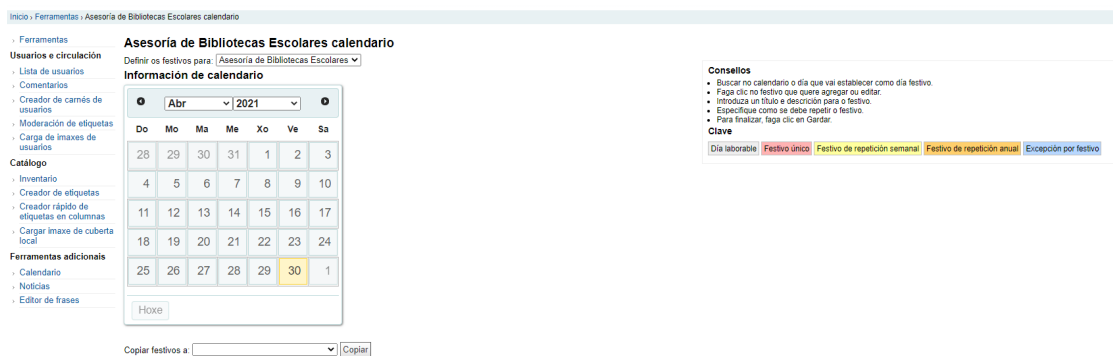 Inicio › Ferramentas › Asesoría de Bibliotecas Escolares calendario
› Ferramentas
Usuarios e circulación
› Lista de usuarios
› Comentarios
› Creador de carnés de
usuarios
› Moderación de etiquetas
› Carga de imaxes de
usuarios
Catálogo
› Inventario
› Creador de etiquetas
› Creador rápido de
etiquetas en columnas
› Cargar imaxe de cuberta
local
Ferramentas adicionais
› Calendario
› Noticias
› Editor de frases
Asesoría de Bibliotecas Escolares calendario
Definir os festivos para: Asesoría de Bibliotecas Escolares
Información de calendario
Abr 2021
Do Mo Ma Me Xo Ve Sa
28 29 30 31 1 2 3
4 5 6 7 8 9 10
11 12 13 14 15 16 17
18 19 20 21 22 23 24
25 26 27 28 29 30 1
Hoxe
Copiar festivos a: Copiar
Consellos
• Buscar no calendario o día que vai establecer como día festivo.
• Faga clic no festivo que quere agregar ou editar.
• Introduza un título e descrición para o festivo.
• Especifique como se debe repetir o festivo.
• Para finalizar, faga clic en Gardar.
Clave
Día laborable Festivo único Festivo de repetición semanal Festivo de repetición anual Excepción por festivo